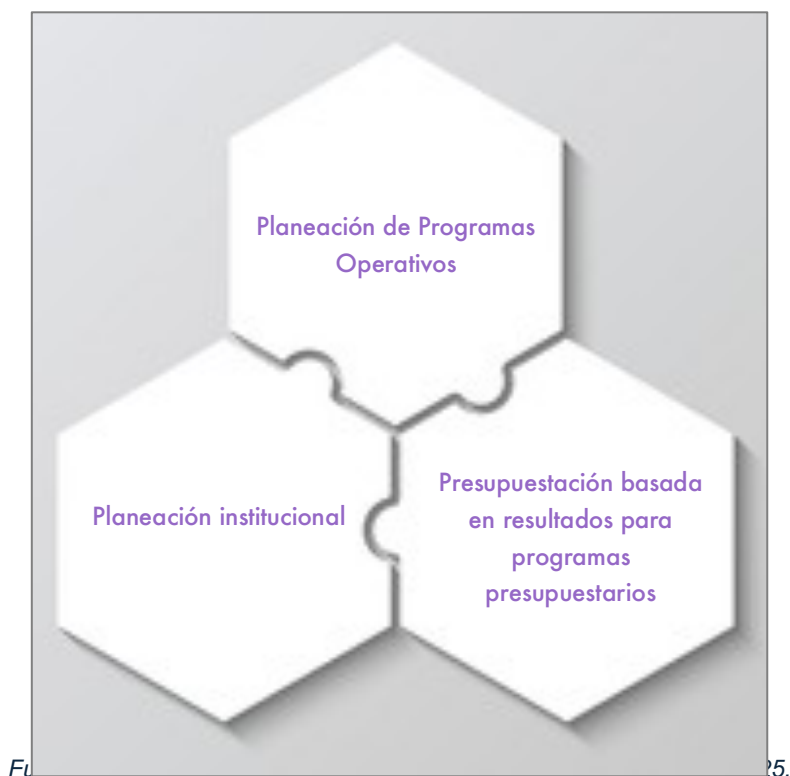 Planeación de Programas
Operativos
Planeación institucional
Presupuestación basada
en resultados para
programas
presupuestarios